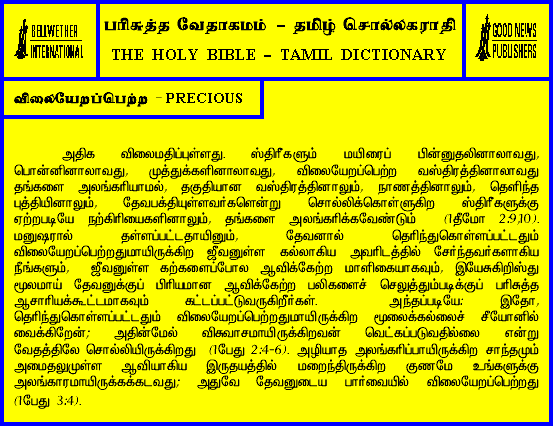 BELLWETHER
INTERNATIONAL
பரிசுத்த வேதாகமம் – தமிழ் சொல்லகராதி
THE HOLY BIBLE – TAMIL DICTIONARY
GOOD NEWS
PUBLISHERS
விலையேறப்பெற்ற - PRECIOUS
அதிக விலைமதிப்புள்ளது. ஸ்திரீகளும் மயிரைப் பின்னுதலினாலாவது,
பொன்னினாலாவது, முத்துக்களினாலாவது, விலையேறப்பெற்ற வஸ்திரத்தினாலாவது
தங்களை அலங்கரியாமல், தகுதியான வஸ்திரத்தினாலும், நாணத்தினாலும், தெளிந்த
புத்தியினாலும், தேவபக்தியுள்ளவர்களென்று சொல்லிக்கொள்ளுகிற ஸ்திரீகளுக்கு
ஏற்றபடியே நற்கிரியைகளினாலும், தங்களை அலங்கரிக்கவேண்டும் (1தீமோ 2:9,10).
மனுஷரால் தள்ளப்பட்டதாயினும், தேவனால் தெரிந்துகொள்ளப்பட்டதும்
விலையேறப்பெற்றதுமாயிருக்கிற ஜீவனுள்ள கல்லாகிய அவரிடத்தில் சேர்ந்தவர்களாகிய
நீங்களும், ஜீவனுள்ள கற்களைப்போல ஆவிக்கேற்ற மாளிகையாகவும், இயேசுகிறிஸ்து
மூலமாய் தேவனுக்குப் பிரியமான ஆவிக்கேற்ற பலிகளைச் செலுத்தும்படிக்குப் பரிசுத்த
ஆசாரியக்கூட்டமாகவும் கட்டப்பட்டுவருகிறீர்கள். அந்தப்படியே: இதோ,
தெரிந்துகொள்ளப்பட்டதும் விலையேறப்பெற்றதுமாயிருக்கிற மூலைக்கல்லைச் சீயோனில்
வைக்கிறேன்; அதின்மேல் விசுவாசமாயிருக்கிறவன் வெட்கப்படுவதில்லை என்று
வேதத்திலே சொல்லியிருக்கிறது (1பேது 2:4-6). அழியாத அலங்கரிப்பாயிருக்கிற சாந்தமும்
அமைதலுமுள்ள ஆவியாகிய இருதயத்தில் மறைந்திருக்கிற குணமே உங்களுக்கு
அலங்காரமாயிருக்கக்கடவது; அதுவே தேவனுடைய பார்வையில் விலையேறப்பெற்றது
(1பேது 3:4).